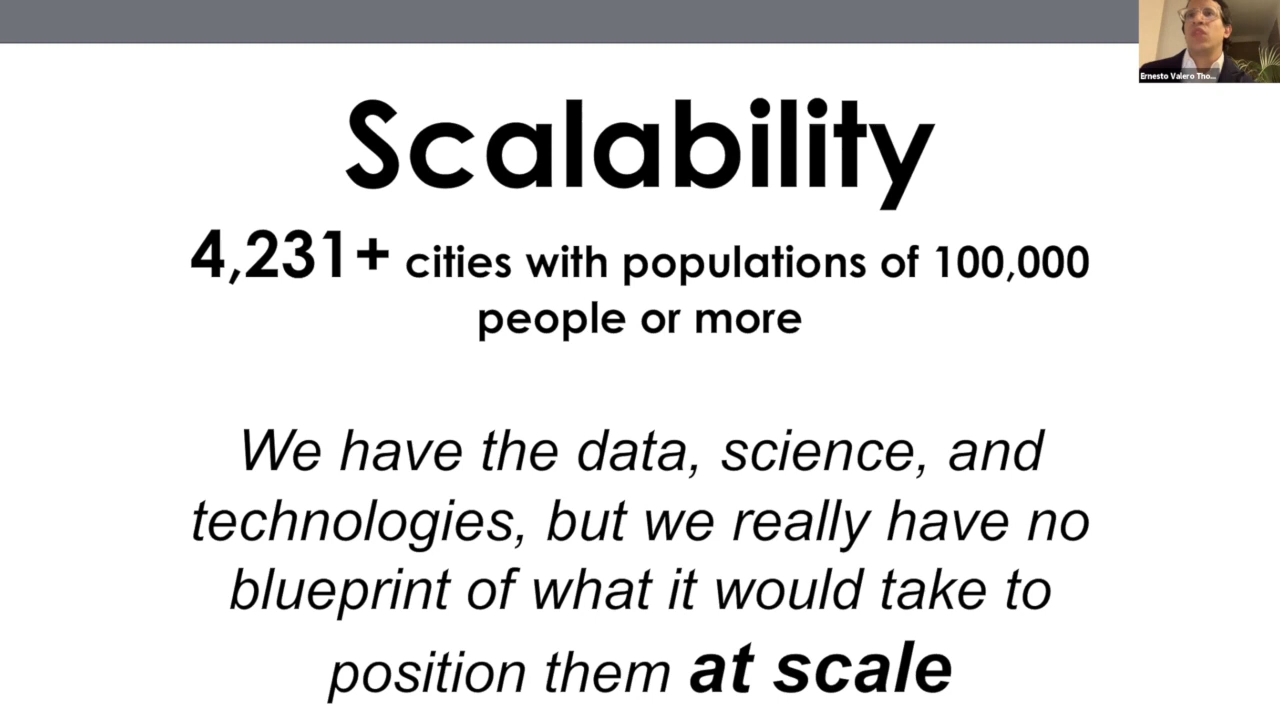 Ernesto Valero Tho...
Scalability
4,231+ cities with populations of 100,000
people or more
We have the data, science, and
technologies, but we really have no
blueprint of what it would take to
position them at scale